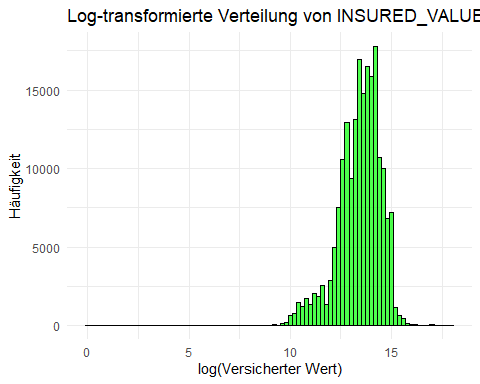 Log-transformierte Verteilung von INSURED_VALUE
15000
10000
5000
0
Häufigkeit
0 5 10 15
log(Versicherter Wert)